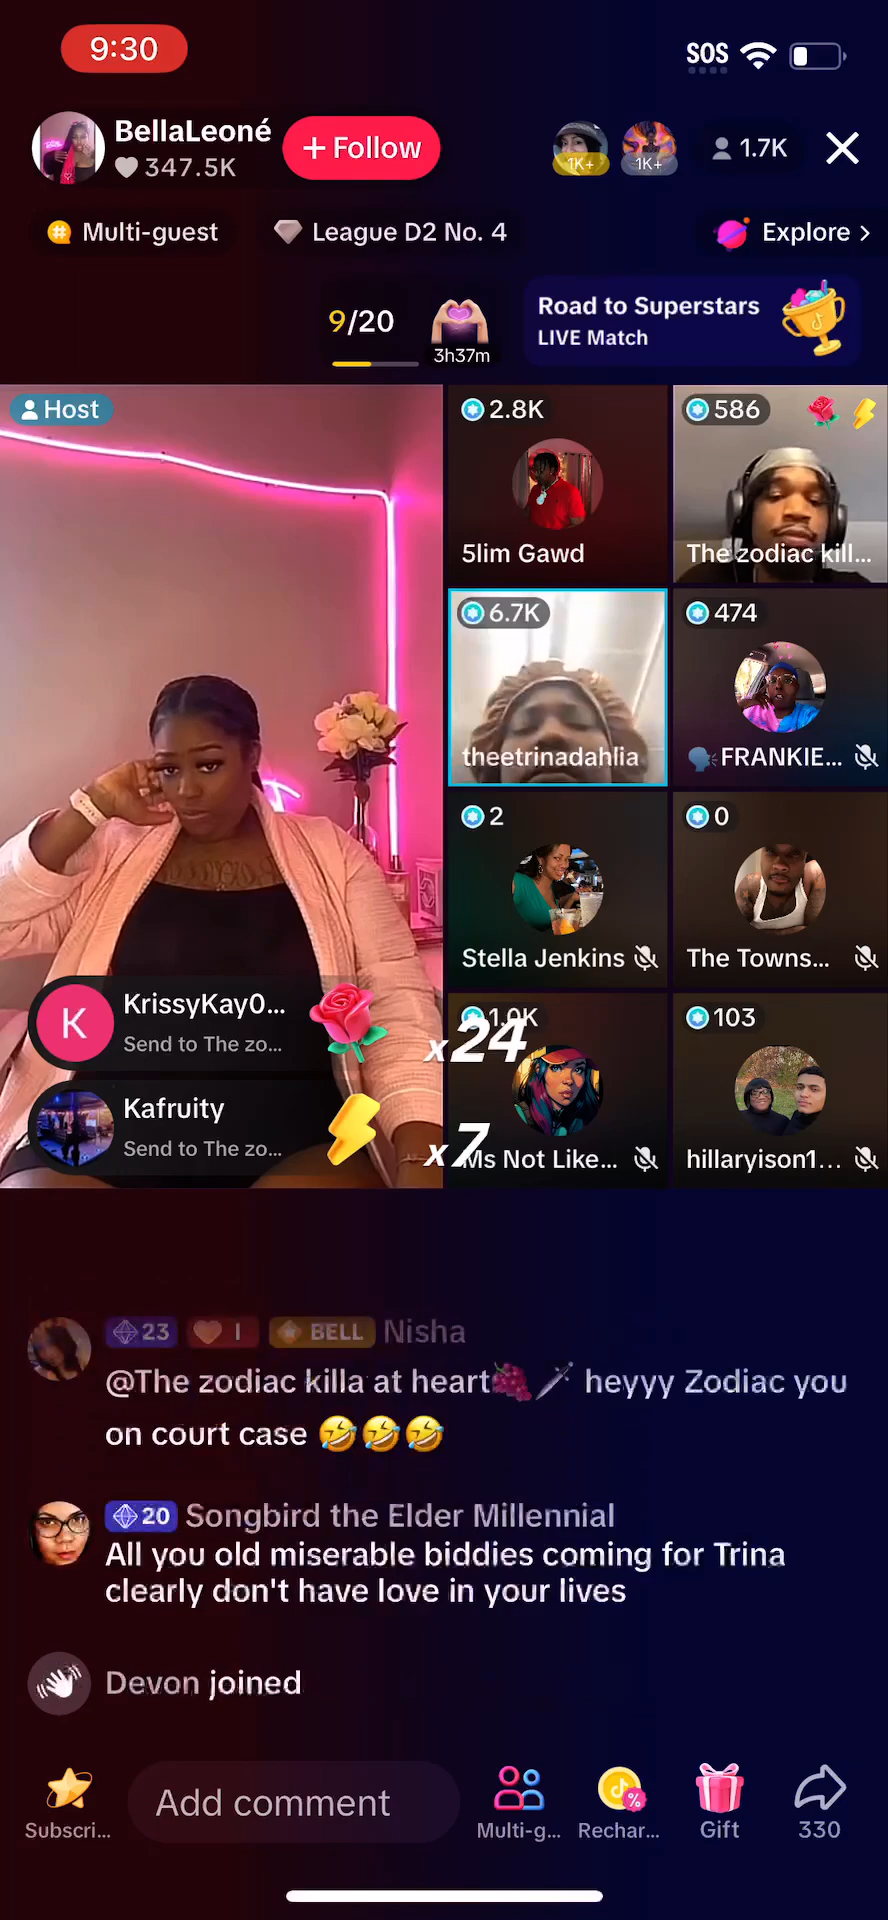 9:30
SOS
BellaLeoné
347.5K
+ Follow
1K+
1K+
1.7K
Multi-guest
League D2 No. 4
Explore >
9/20
3h37m
Road to Superstars
LIVE Match
Host
2.8K
5lim Gawd
586
The zodiac kill...
6.7K
theetrinadahlia
474
FRANKIE...
2
Stella Jenkins
0
The Towns...
1.0K
Ms Not Like...
103
hillaryison1...
K
KrissyKay0...
Send to The zo...
x24
Kafruity
Send to The zo...
x7
23 I BELL Nisha
@The zodiac killa at heart🍇🗡️ heyyy Zodiac you
on court case 🤣🤣🤣
20 Songbird the Elder Millennial
All you old miserable biddies coming for Trina
clearly don't have love in your lives
Devon joined
Subscri...
Add comment
Multi-g...
Rechar...
Gift
330